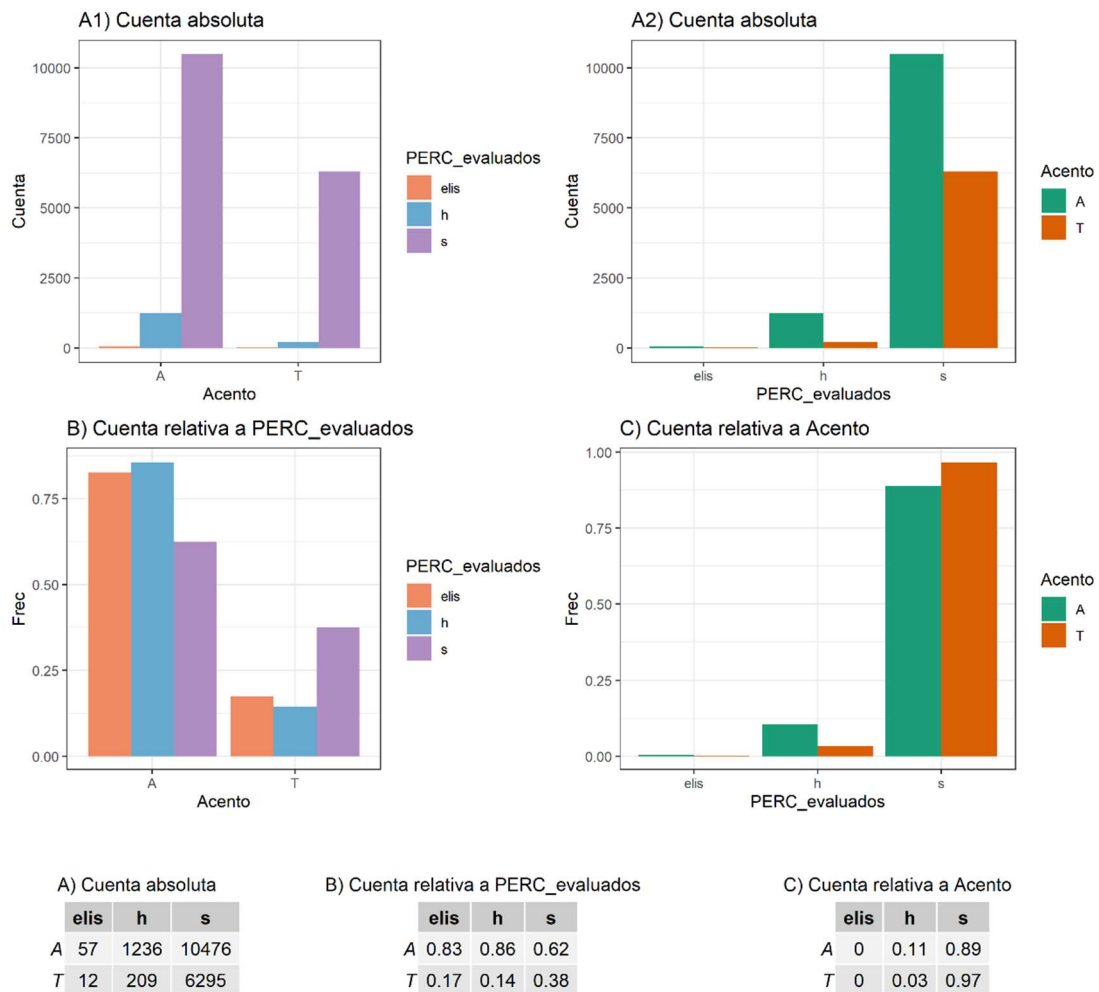 A1) Cuenta absoluta
10000
7500
5000
2500
0
Cuenta
A T
Acento
PERC_evaluados
elis
h
s
A2) Cuenta absoluta
10000
7500
5000
2500
0
Cuenta
elis h s
PERC_evaluados
Acento
A
T
B) Cuenta relativa a PERC_evaluados
0.75
0.50
0.25
0.00
Frec
A T
Acento
PERC_evaluados
elis
h
s
C) Cuenta relativa a Acento
1.00
0.75
0.50
0.25
0.00
Frec
elis h s
PERC_evaluados
Acento
A
T
A) Cuenta absoluta
elis h s
A 57 1236 10476
T 12 209 6295
B) Cuenta relativa a PERC_evaluados
elis h s
A 0.83 0.86 0.62
T 0.17 0.14 0.38
C) Cuenta relativa a Acento
elis h s
A 0 0.11 0.89
T 0 0.03 0.97